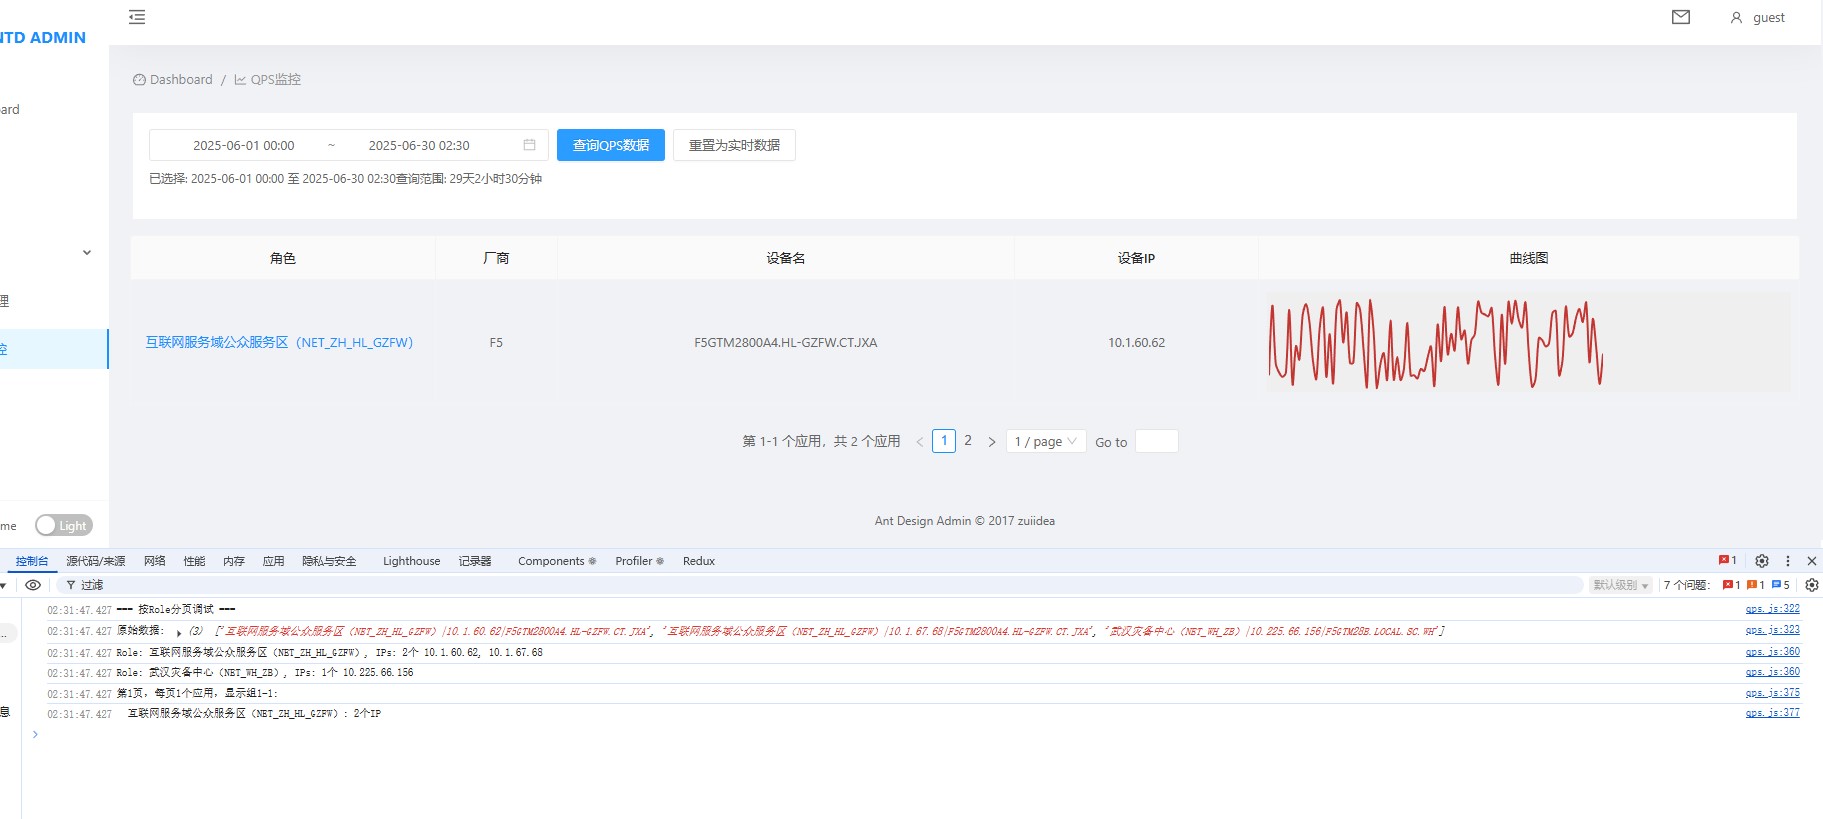 NTD ADMIN
guest
Dashboard / QPS监控
ard
2025-06-01 00:00 ~ 2025-06-30 02:30 查询QPS数据 重置为实时数据
已选择: 2025-06-01 00:00 至 2025-06-30 02:30查询范围: 29天2小时30分钟
角色 厂商 设备名 设备IP 曲线图
理
控
互联网服务域公众服务区（NET_ZH_HL_GZFW） F5 F5GTM2800A4.HL-GZFW.CT.JXA 10.1.60.62
第 1-1 个应用，共 2 个应用 < 1 2 > 1 / page Go to
me Light
Ant Design Admin © 2017 zuiidea
控制台 源代码/来源 网络 性能 内存 应用 隐私与安全 Lighthouse 记录器 Components Profiler Redux 1
过滤 默认级别 7 个问题: 1 1 5
02:31:47.427 === 按Role分页调试 === qps.js:322
02:31:47.427 原始数据: (3) ['互联网服务域公众服务区（NET_ZH_HL_GZFW）|10.1.60.62|F5GTM2800A4.HL-GZFW.CT.JXA', '互联网服务域公众服务区（NET_ZH_HL_GZFW）|10.1.67.68|F5GTM2800A4.HL-GZFW.CT.JXA', '武汉灾备中心（NET_WH_ZB）|10.225.66.156|F5GTM28B.LOCAL.SC.WH'] qps.js:323
02:31:47.427 Role: 互联网服务域公众服务区（NET_ZH_HL_GZFW）, IPs: 2个 10.1.60.62, 10.1.67.68 qps.js:360
02:31:47.427 Role: 武汉灾备中心（NET_WH_ZB）, IPs: 1个 10.225.66.156 qps.js:360
02:31:47.427 第1页，每页1个应用，显示组1-1: qps.js:375
息
02:31:47.427 互联网服务域公众服务区（NET_ZH_HL_GZFW）: 2个IP qps.js:377